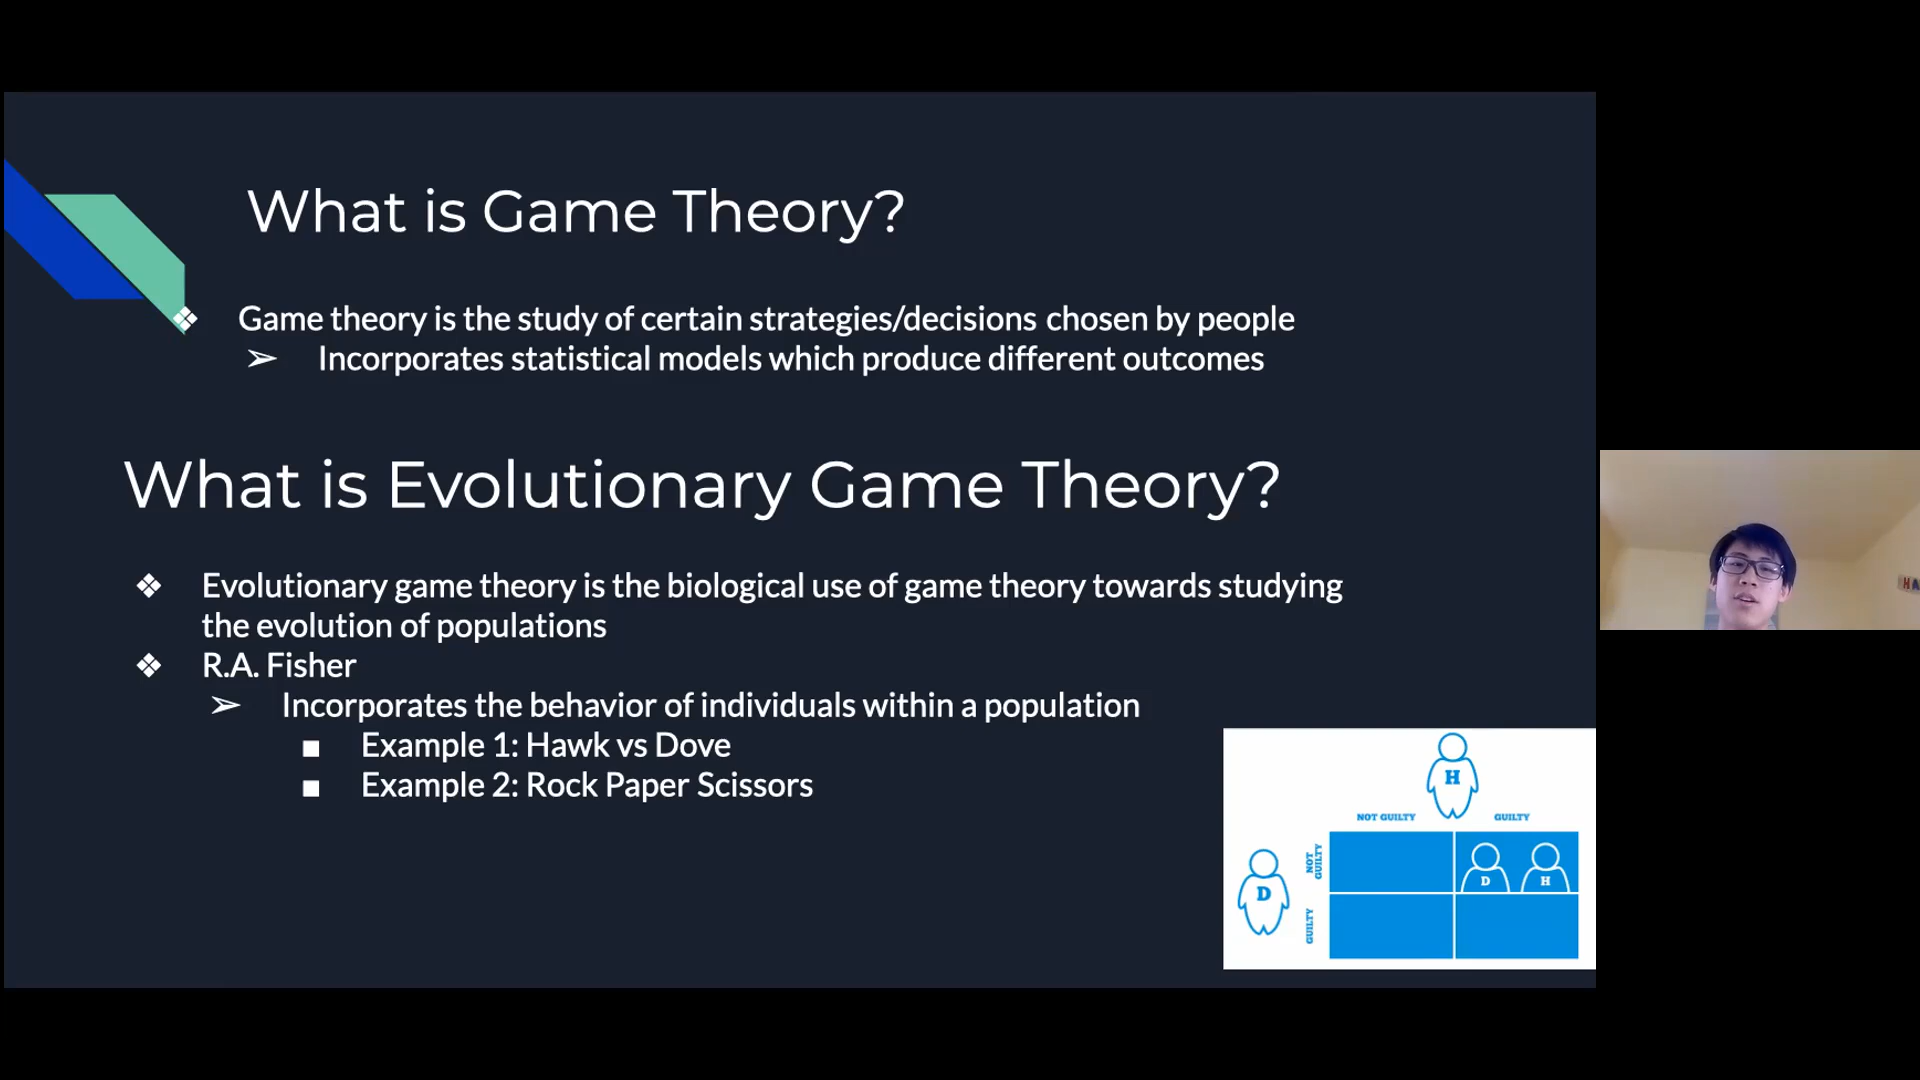 What is Game Theory?
❖ Game theory is the study of certain strategies/decisions chosen by people
➢ Incorporates statistical models which produce different outcomes
What is Evolutionary Game Theory?
❖ Evolutionary game theory is the biological use of game theory towards studying
the evolution of populations
❖ R.A. Fisher
➢ Incorporates the behavior of individuals within a population
■ Example 1: Hawk vs Dove
■ Example 2: Rock Paper Scissors
H
NOT GUILTY GUILTY
NOT
GUILTY
D H
D
GUILTY
HA